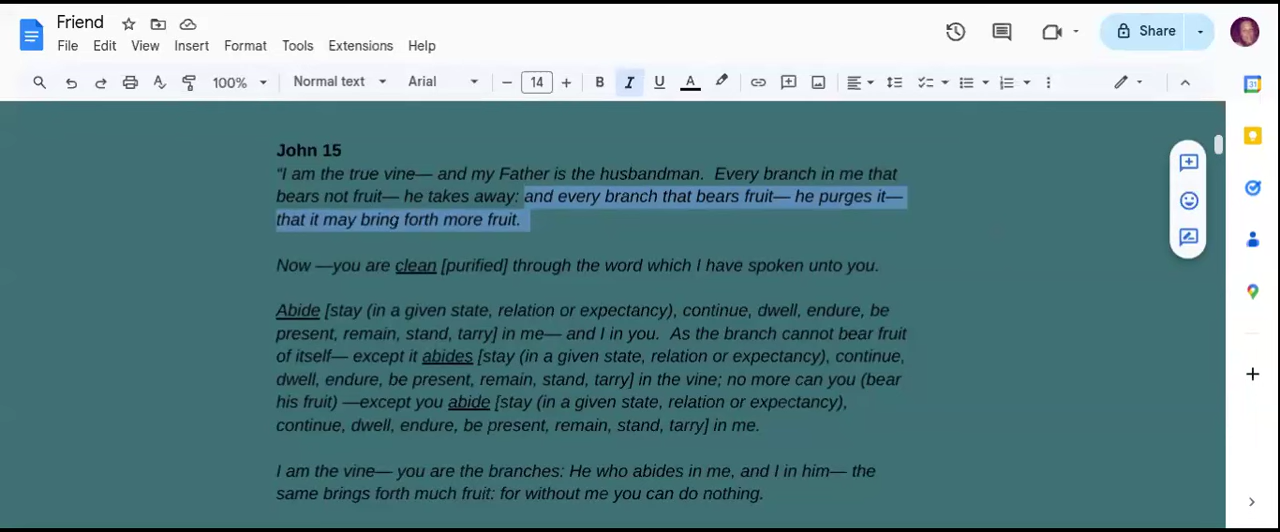 Friend
File Edit View Insert Format Tools Extensions Help
Share
100% Normal text Arial 14 B I U A
31
John 15
“I am the true vine— and my Father is the husbandman.  Every branch in me that
bears not fruit— he takes away: and every branch that bears fruit— he purges it—
that it may bring forth more fruit.
Now —you are clean [purified] through the word which I have spoken unto you.
Abide [stay (in a given state, relation or expectancy), continue, dwell, endure, be
present, remain, stand, tarry] in me— and I in you.  As the branch cannot bear fruit
of itself— except it abides [stay (in a given state, relation or expectancy), continue,
dwell, endure, be present, remain, stand, tarry] in the vine; no more can you (bear
his fruit) —except you abide [stay (in a given state, relation or expectancy),
continue, dwell, endure, be present, remain, stand, tarry] in me.
I am the vine— you are the branches: He who abides in me, and I in him— the
same brings forth much fruit: for without me you can do nothing.